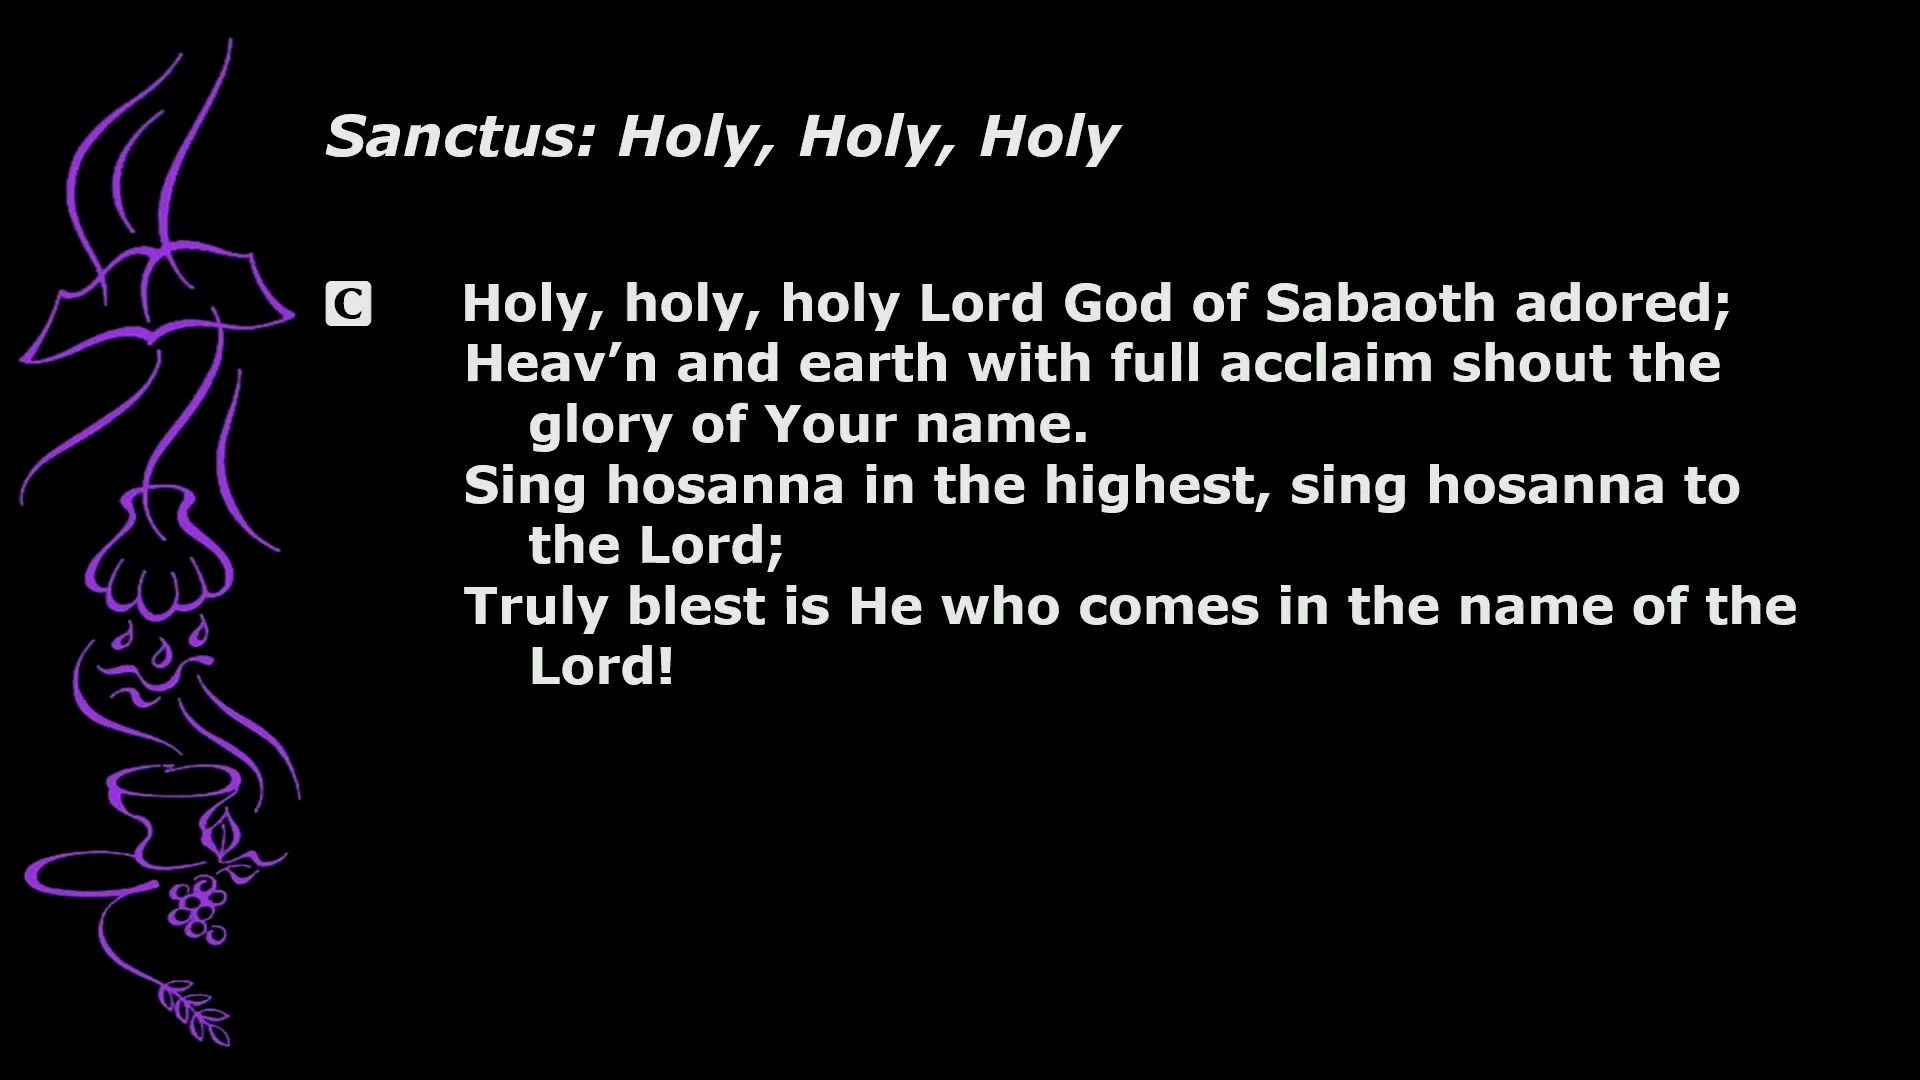 Sanctus: Holy, Holy, Holy
C Holy, holy, holy Lord God of Sabaoth adored;
Heav’n and earth with full acclaim shout the
glory of Your name.
Sing hosanna in the highest, sing hosanna to
the Lord;
Truly blest is He who comes in the name of the
Lord!